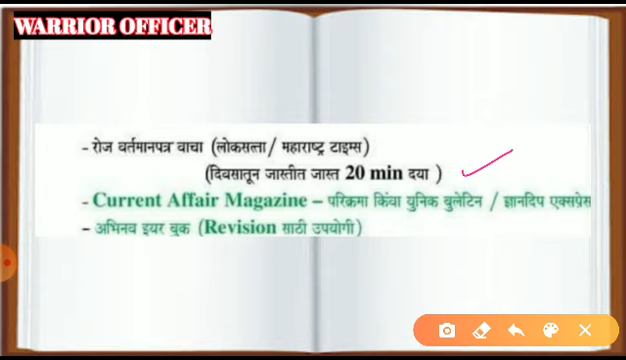 WARRIOR OFFICER
- रोज वर्तमानपत्र वाचा (लोकसत्ता / महाराष्ट्र टाइम्स)
(दिवसातून जास्तीत जास्त 20 min दया )
- Current Affair Magazine – परिक्रमा किंवा युनिक बुलेटिन / ज्ञानदिप एक्सप्रेस
- अभिनव इयर बुक (Revision साठी उपयोगी)